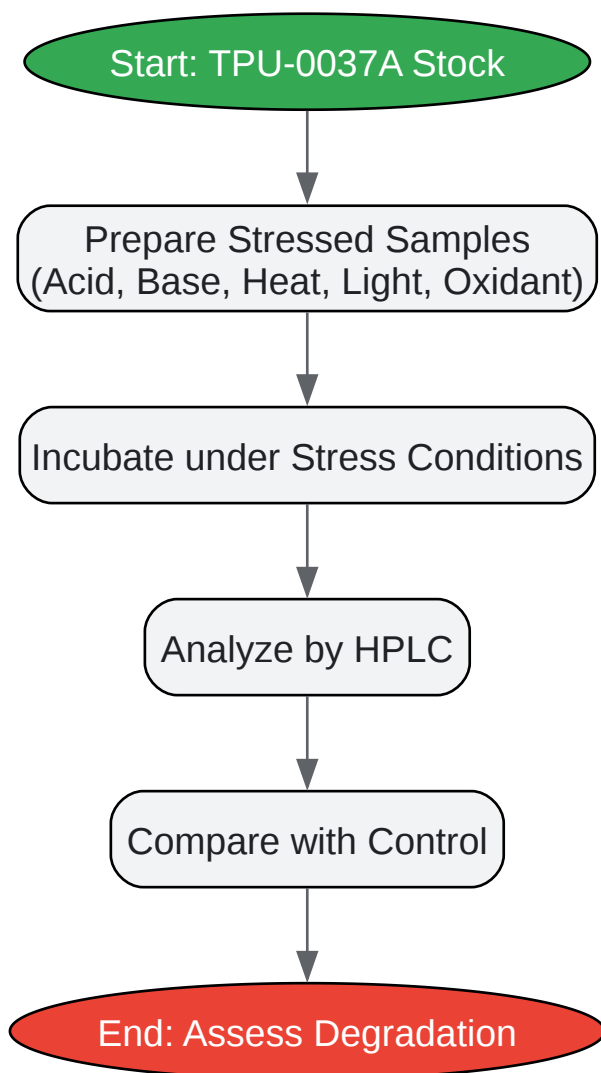 Start: TPU-0037A Stock
Prepare Stressed Samples
(Acid, Base, Heat, Light, Oxidant)
Incubate under Stress Conditions
Analyze by HPLC
Compare with Control
End: Assess Degradation